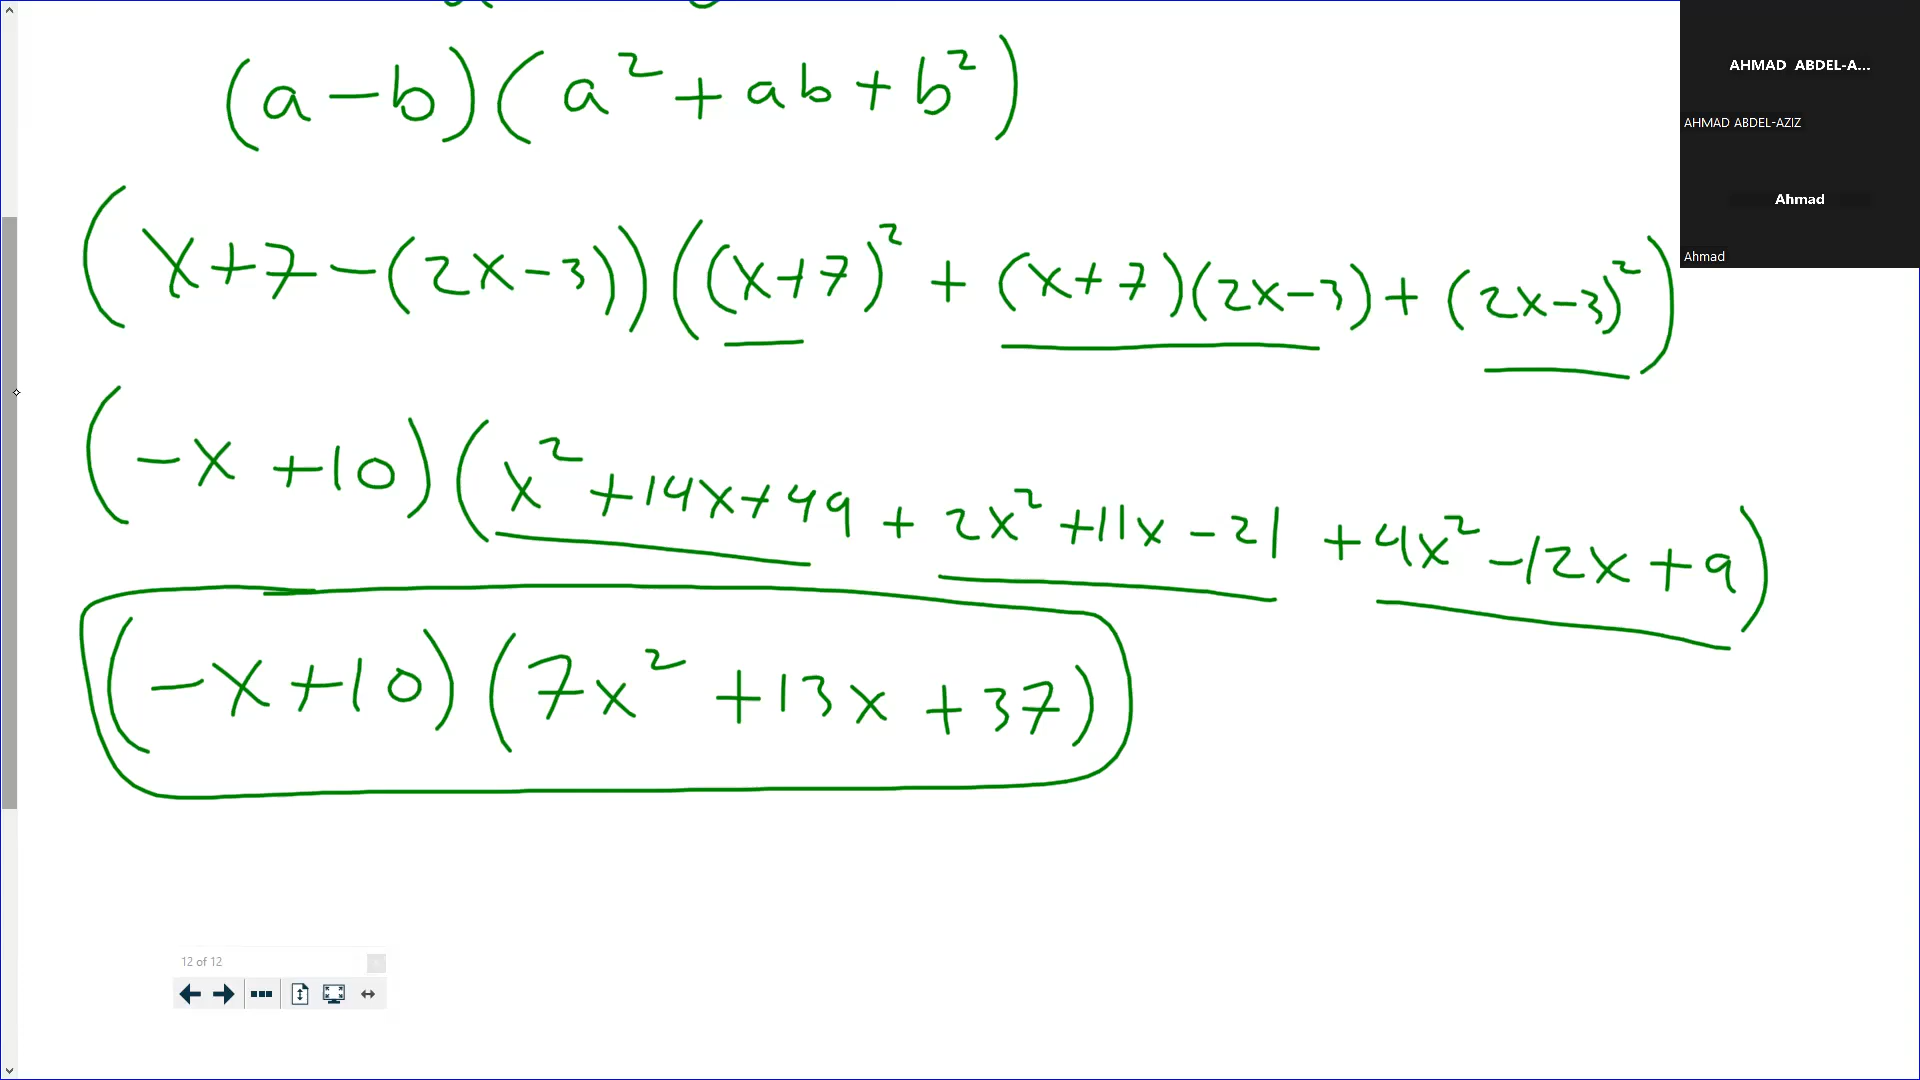 (a-b)(a²+ab+b²)
(x+7-(2x-3))((x+7)²+(x+7)(2x-3)+(2x-3)²)
(-x+10)(x²+14x+49+2x²+11x-21+4x²-12x+9)
(-x+10)(7x²+13x+37)
AHMAD ABDEL-A...
AHMAD ABDEL-AZIZ
Ahmad
Ahmad
12 of 12